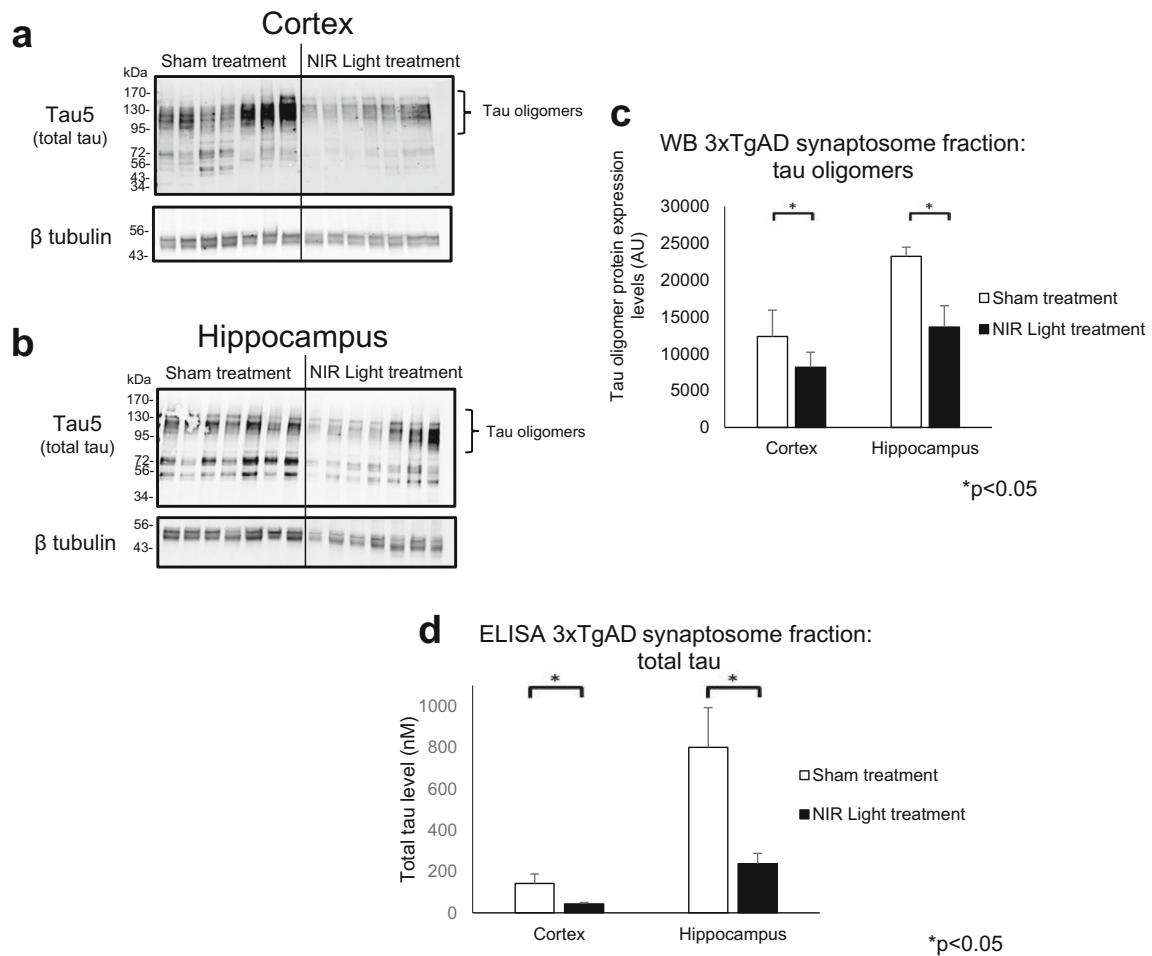 a
Cortex
Sham treatment
NIR Light treatment
kDa
170-
130-
95-
72-
56-
43-
34-
Tau5
(total tau)
Tau oligomers
β tubulin
56-
43-
b
Hippocampus
Sham treatment
NIR Light treatment
kDa
170-
130-
95-
72-
56-
34-
Tau5
(total tau)
Tau oligomers
β tubulin
56-
43-
c
WB 3xTgAD synaptosome fraction:
tau oligomers
Tau oligomer protein expression
levels (AU)
30000
25000
20000
15000
10000
5000
0
*
*
Cortex
Hippocampus
Sham treatment
NIR Light treatment
*p<0.05
d
ELISA 3xTgAD synaptosome fraction:
total tau
Total tau level (nM)
1000
800
600
400
200
0
*
*
Cortex
Hippocampus
Sham treatment
NIR Light treatment
*p<0.05